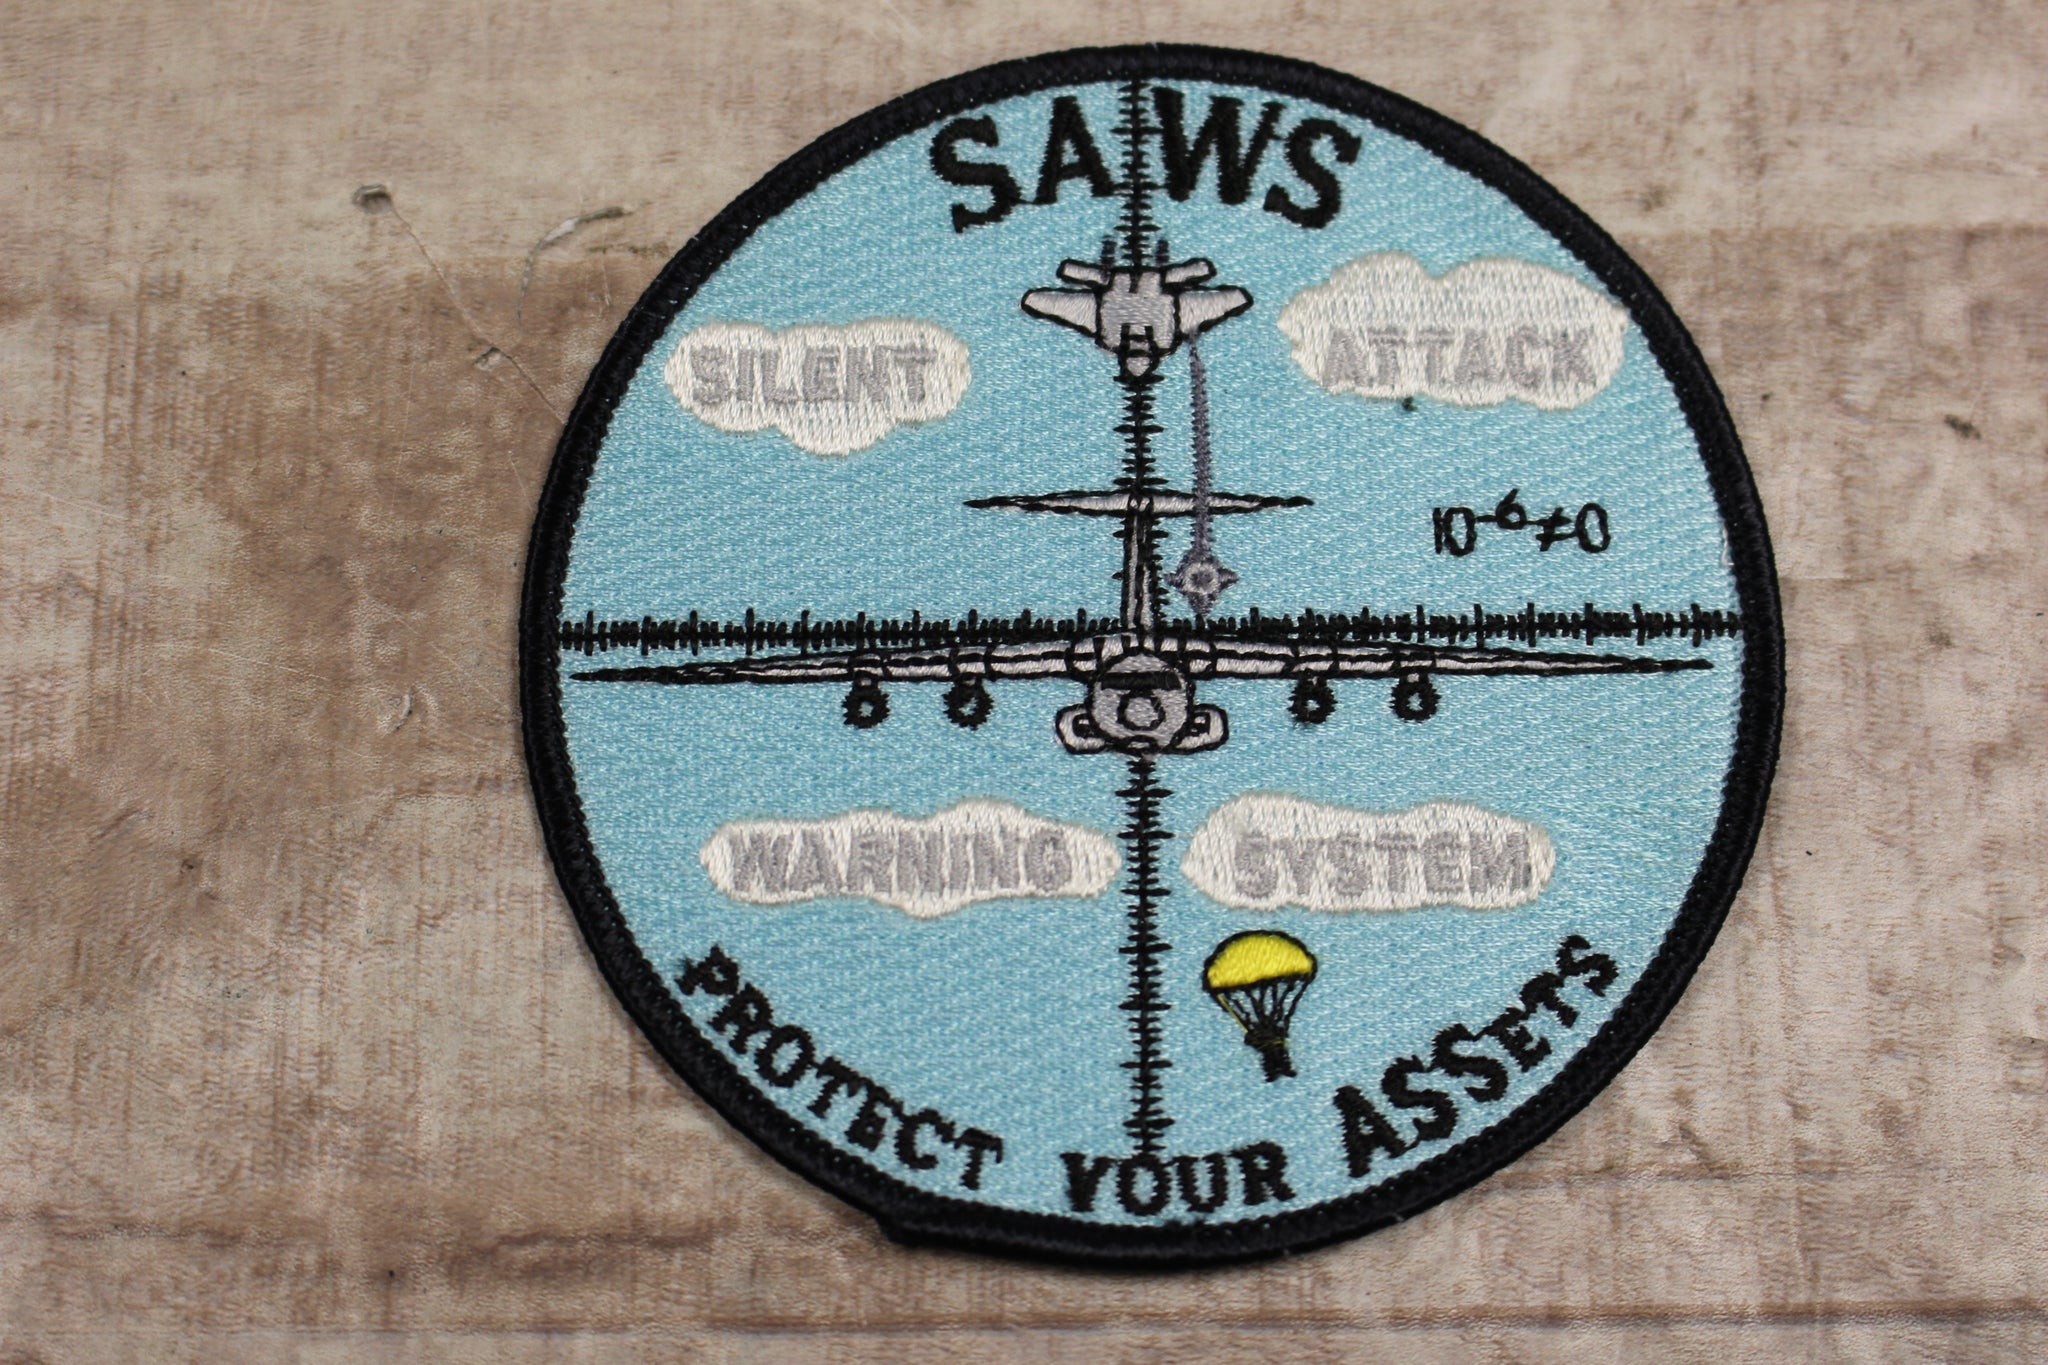 SAWS
SILENT
ATTACK
10⁻⁶≠0
WARNING
SYSTEM
PROTECT YOUR ASSETS